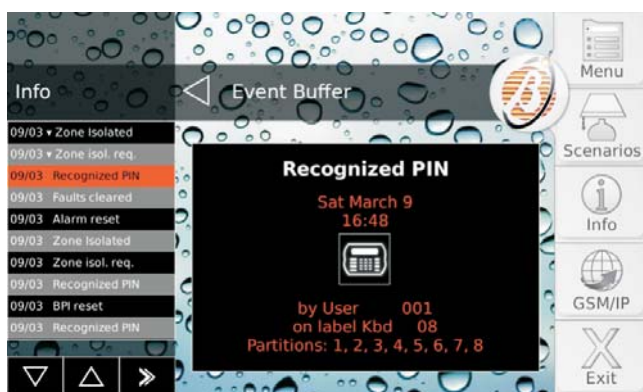 Info
Event Buffer
09/03 ▾ Zone Isolated
09/03 ▾ Zone isol. req.
09/03 Recognized PIN
09/03 Faults cleared
09/03 Alarm reset
09/03 Zone Isolated
09/03 Zone isol. req.
09/03 Recognized PIN
09/03 BPI reset
09/03 Recognized PIN
Recognized PIN
Sat March 9
16:48
by User 001
on label Kbd 08
Partitions: 1, 2, 3, 4, 5, 6, 7, 8
Menu
Scenarios
Info
GSM/IP
Exit